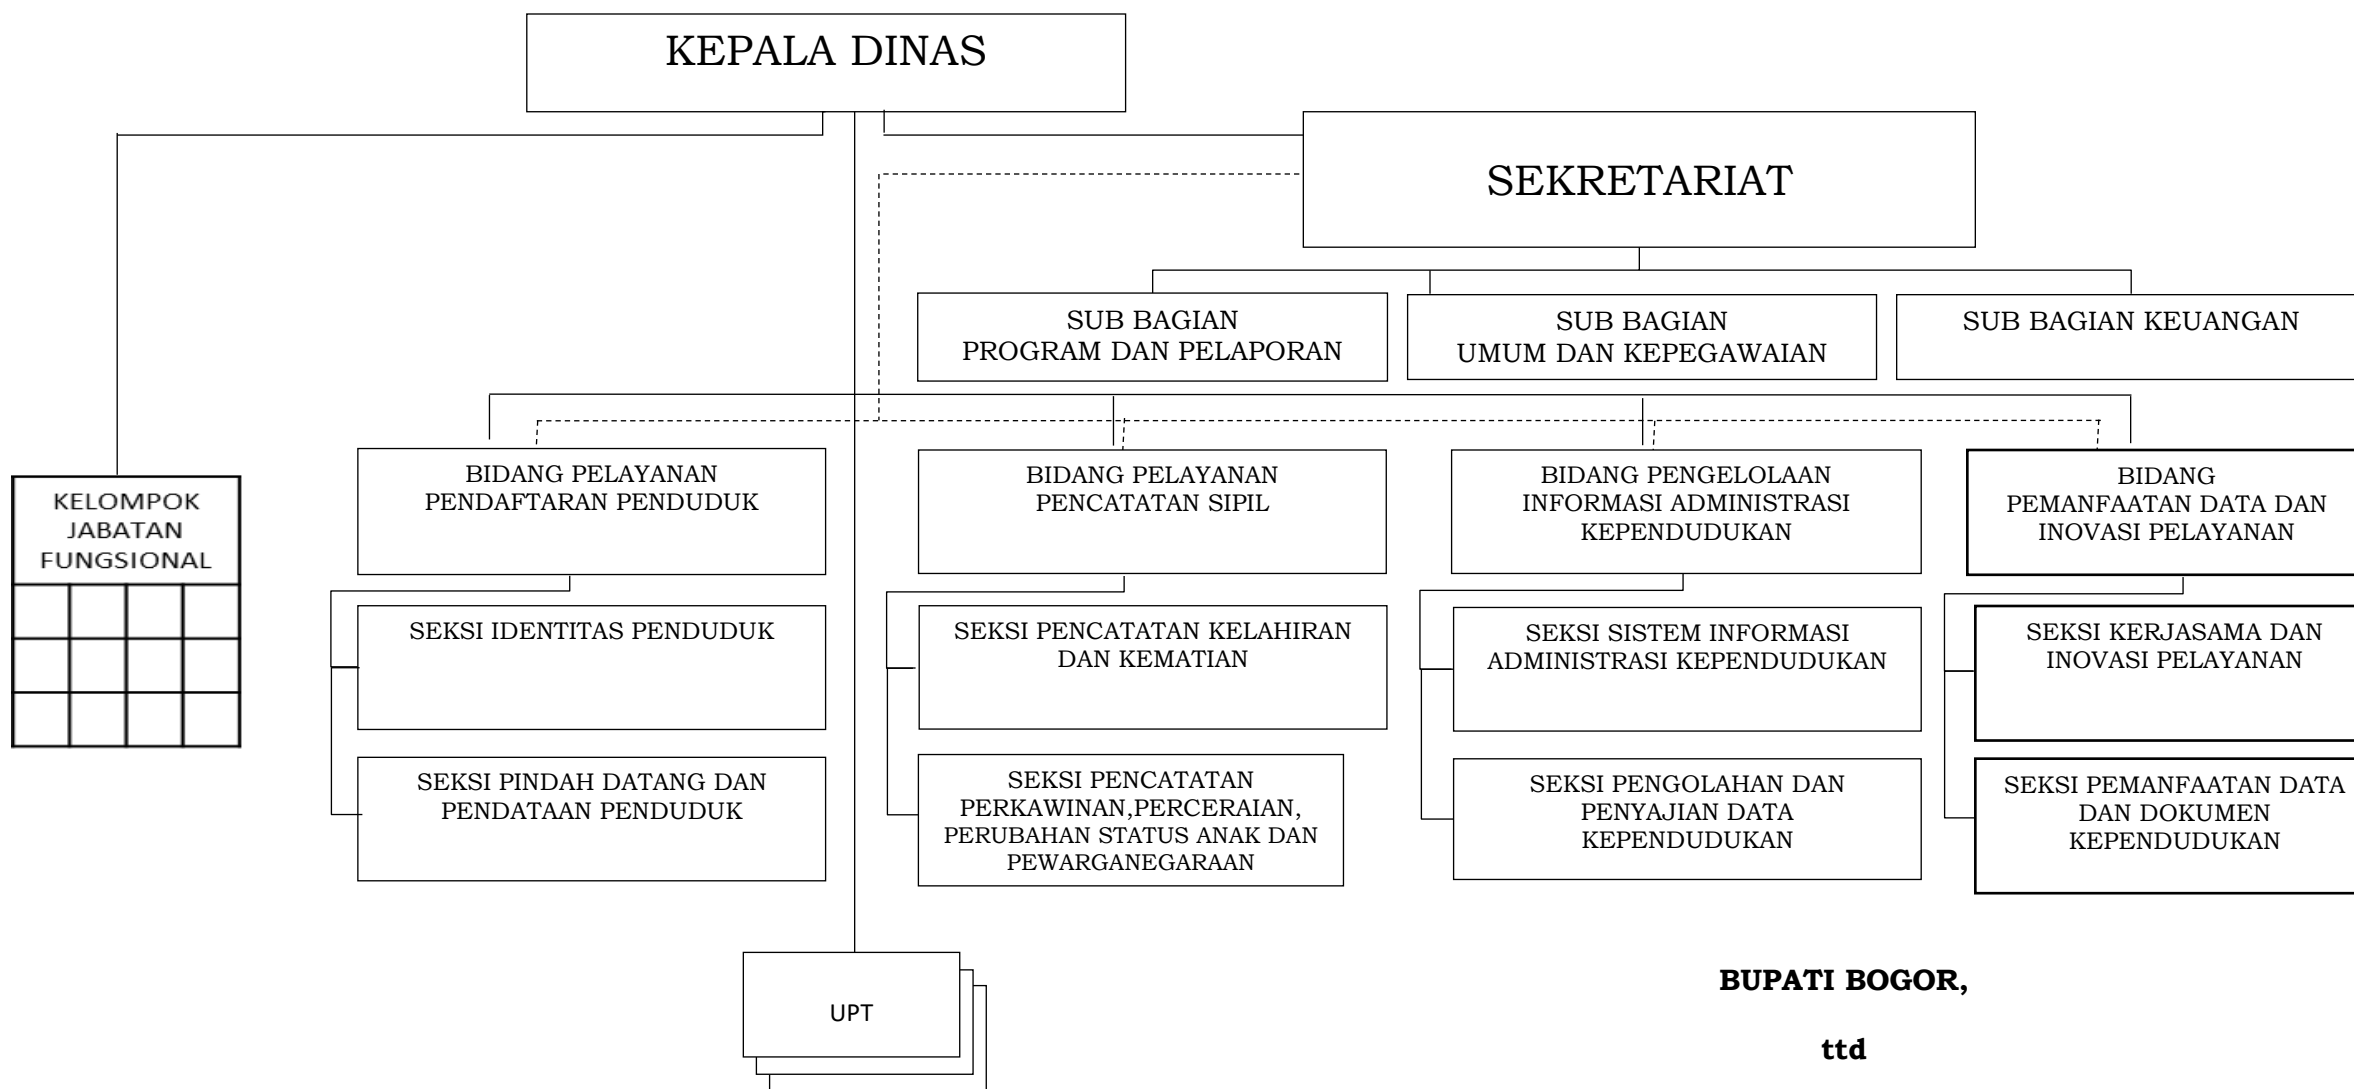 KEPALA DINAS
SEKRETARIAT
SUB BAGIAN
PROGRAM DAN PELAPORAN
SUB BAGIAN
UMUM DAN KEPEGAWAIAN
SUB BAGIAN KEUANGAN
KELOMPOK
JABATAN
FUNGSIONAL
BIDANG PELAYANAN
PENDAFTARAN PENDUDUK
BIDANG PELAYANAN
PENCATATAN SIPIL
BIDANG PENGELOLAAN
INFORMASI ADMINISTRASI
KEPENDUDUKAN
BIDANG
PEMANFAATAN DATA DAN
INOVASI PELAYANAN
SEKSI IDENTITAS PENDUDUK
SEKSI PENCATATAN KELAHIRAN
DAN KEMATIAN
SEKSI SISTEM INFORMASI
ADMINISTRASI KEPENDUDUKAN
SEKSI KERJASAMA DAN
INOVASI PELAYANAN
SEKSI PINDAH DATANG DAN
PENDATAAN PENDUDUK
SEKSI PENCATATAN
PERKAWINAN,PERCERAIAN,
PERUBAHAN STATUS ANAK DAN
PEWARGANEGARAAN
SEKSI PENGOLAHAN DAN
PENYAJIAN DATA
KEPENDUDUKAN
SEKSI PEMANFAATAN DATA
DAN DOKUMEN
KEPENDUDUKAN
UPT
BUPATI BOGOR,
ttd